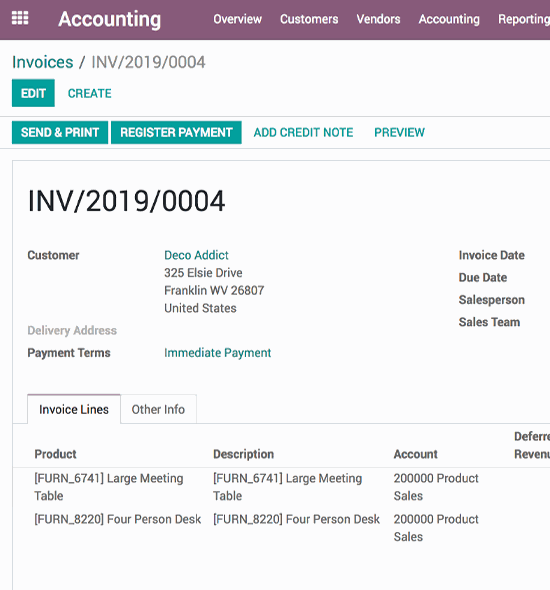 Accounting Overview Customers Vendors Accounting Reporting
Invoices / INV/2019/0004
EDIT CREATE
SEND & PRINT REGISTER PAYMENT ADD CREDIT NOTE PREVIEW
INV/2019/0004
Customer Deco Addict Invoice Date
325 Elsie Drive Due Date
Franklin WV 26807 Salesperson
United States Sales Team
Delivery Address
Payment Terms Immediate Payment
Invoice Lines Other Info
Product Description Account Deferre
Revenu
[FURN_6741] Large Meeting [FURN_6741] Large Meeting 200000 Product
Table Table Sales
[FURN_8220] Four Person Desk [FURN_8220] Four Person Desk 200000 Product
Sales